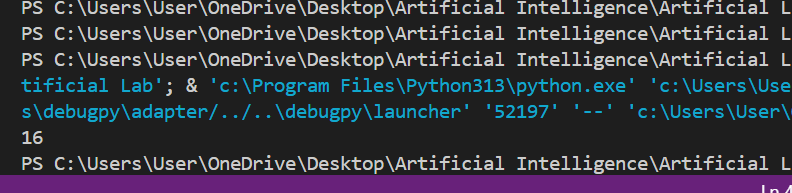 PS C:\Users\User\OneDrive\Desktop\Artificial Intelligence\Artificial L
PS C:\Users\User\OneDrive\Desktop\Artificial Intelligence\Artificial L
PS C:\Users\User\OneDrive\Desktop\Artificial Intelligence\Artificial L
tificial Lab'; & 'c:\Program Files\Python313\python.exe' 'c:\Users\Use
s\debugpy\adapter/../..\debugpy\launcher' '52197' '--' 'c:\Users\User\
16
PS C:\Users\User\OneDrive\Desktop\Artificial Intelligence\Artificial L